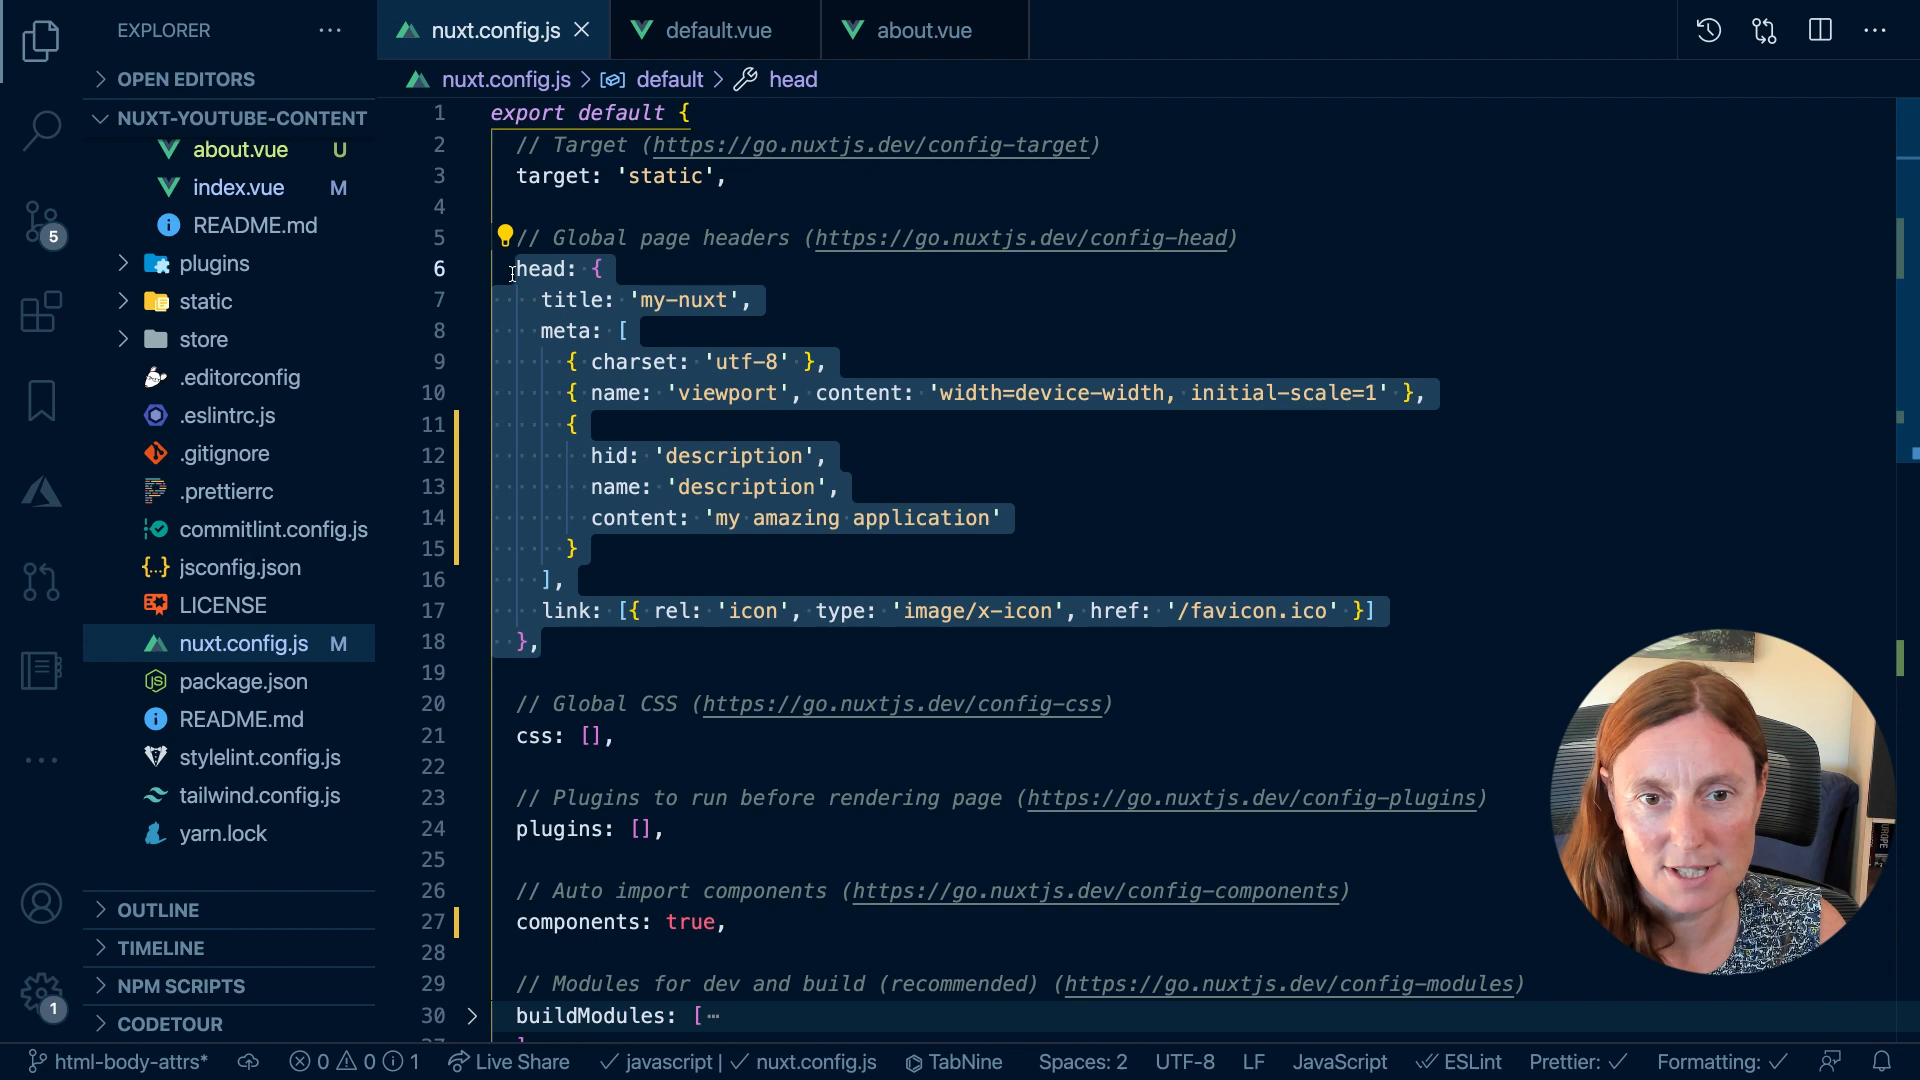 EXPLORER
nuxt.config.js
default.vue
about.vue
OPEN EDITORS
nuxt.config.js > default > head
NUXT-YOUTUBE-CONTENT
about.vue U
index.vue M
README.md
plugins
static
store
.editorconfig
.eslintrc.js
.gitignore
.prettierrc
commitlint.config.js
jsconfig.json
LICENSE
nuxt.config.js M
package.json
README.md
stylelint.config.js
tailwind.config.js
yarn.lock
OUTLINE
TIMELINE
NPM SCRIPTS
CODETOUR
5
1
1 export default {
2 // Target (https://go.nuxtjs.dev/config-target)
3 target: 'static',
4
5 // Global page headers (https://go.nuxtjs.dev/config-head)
6 head: {
7 title: 'my-nuxt',
8 meta: [
9 { charset: 'utf-8' },
10 { name: 'viewport', content: 'width=device-width, initial-scale=1' },
11 {
12 hid: 'description',
13 name: 'description',
14 content: 'my amazing application'
15 }
16 ],
17 link: [{ rel: 'icon', type: 'image/x-icon', href: '/favicon.ico' }]
18 },
19
20 // Global CSS (https://go.nuxtjs.dev/config-css)
21 css: [],
22
23 // Plugins to run before rendering page (https://go.nuxtjs.dev/config-plugins)
24 plugins: [],
25
26 // Auto import components (https://go.nuxtjs.dev/config-components)
27 components: true,
28
29 // Modules for dev and build (recommended) (https://go.nuxtjs.dev/config-modules)
30 buildModules: [
html-body-attrs* 0 0 1 Live Share javascript | nuxt.config.js TabNine Spaces: 2 UTF-8 LF JavaScript ESLint Prettier: Formatting: